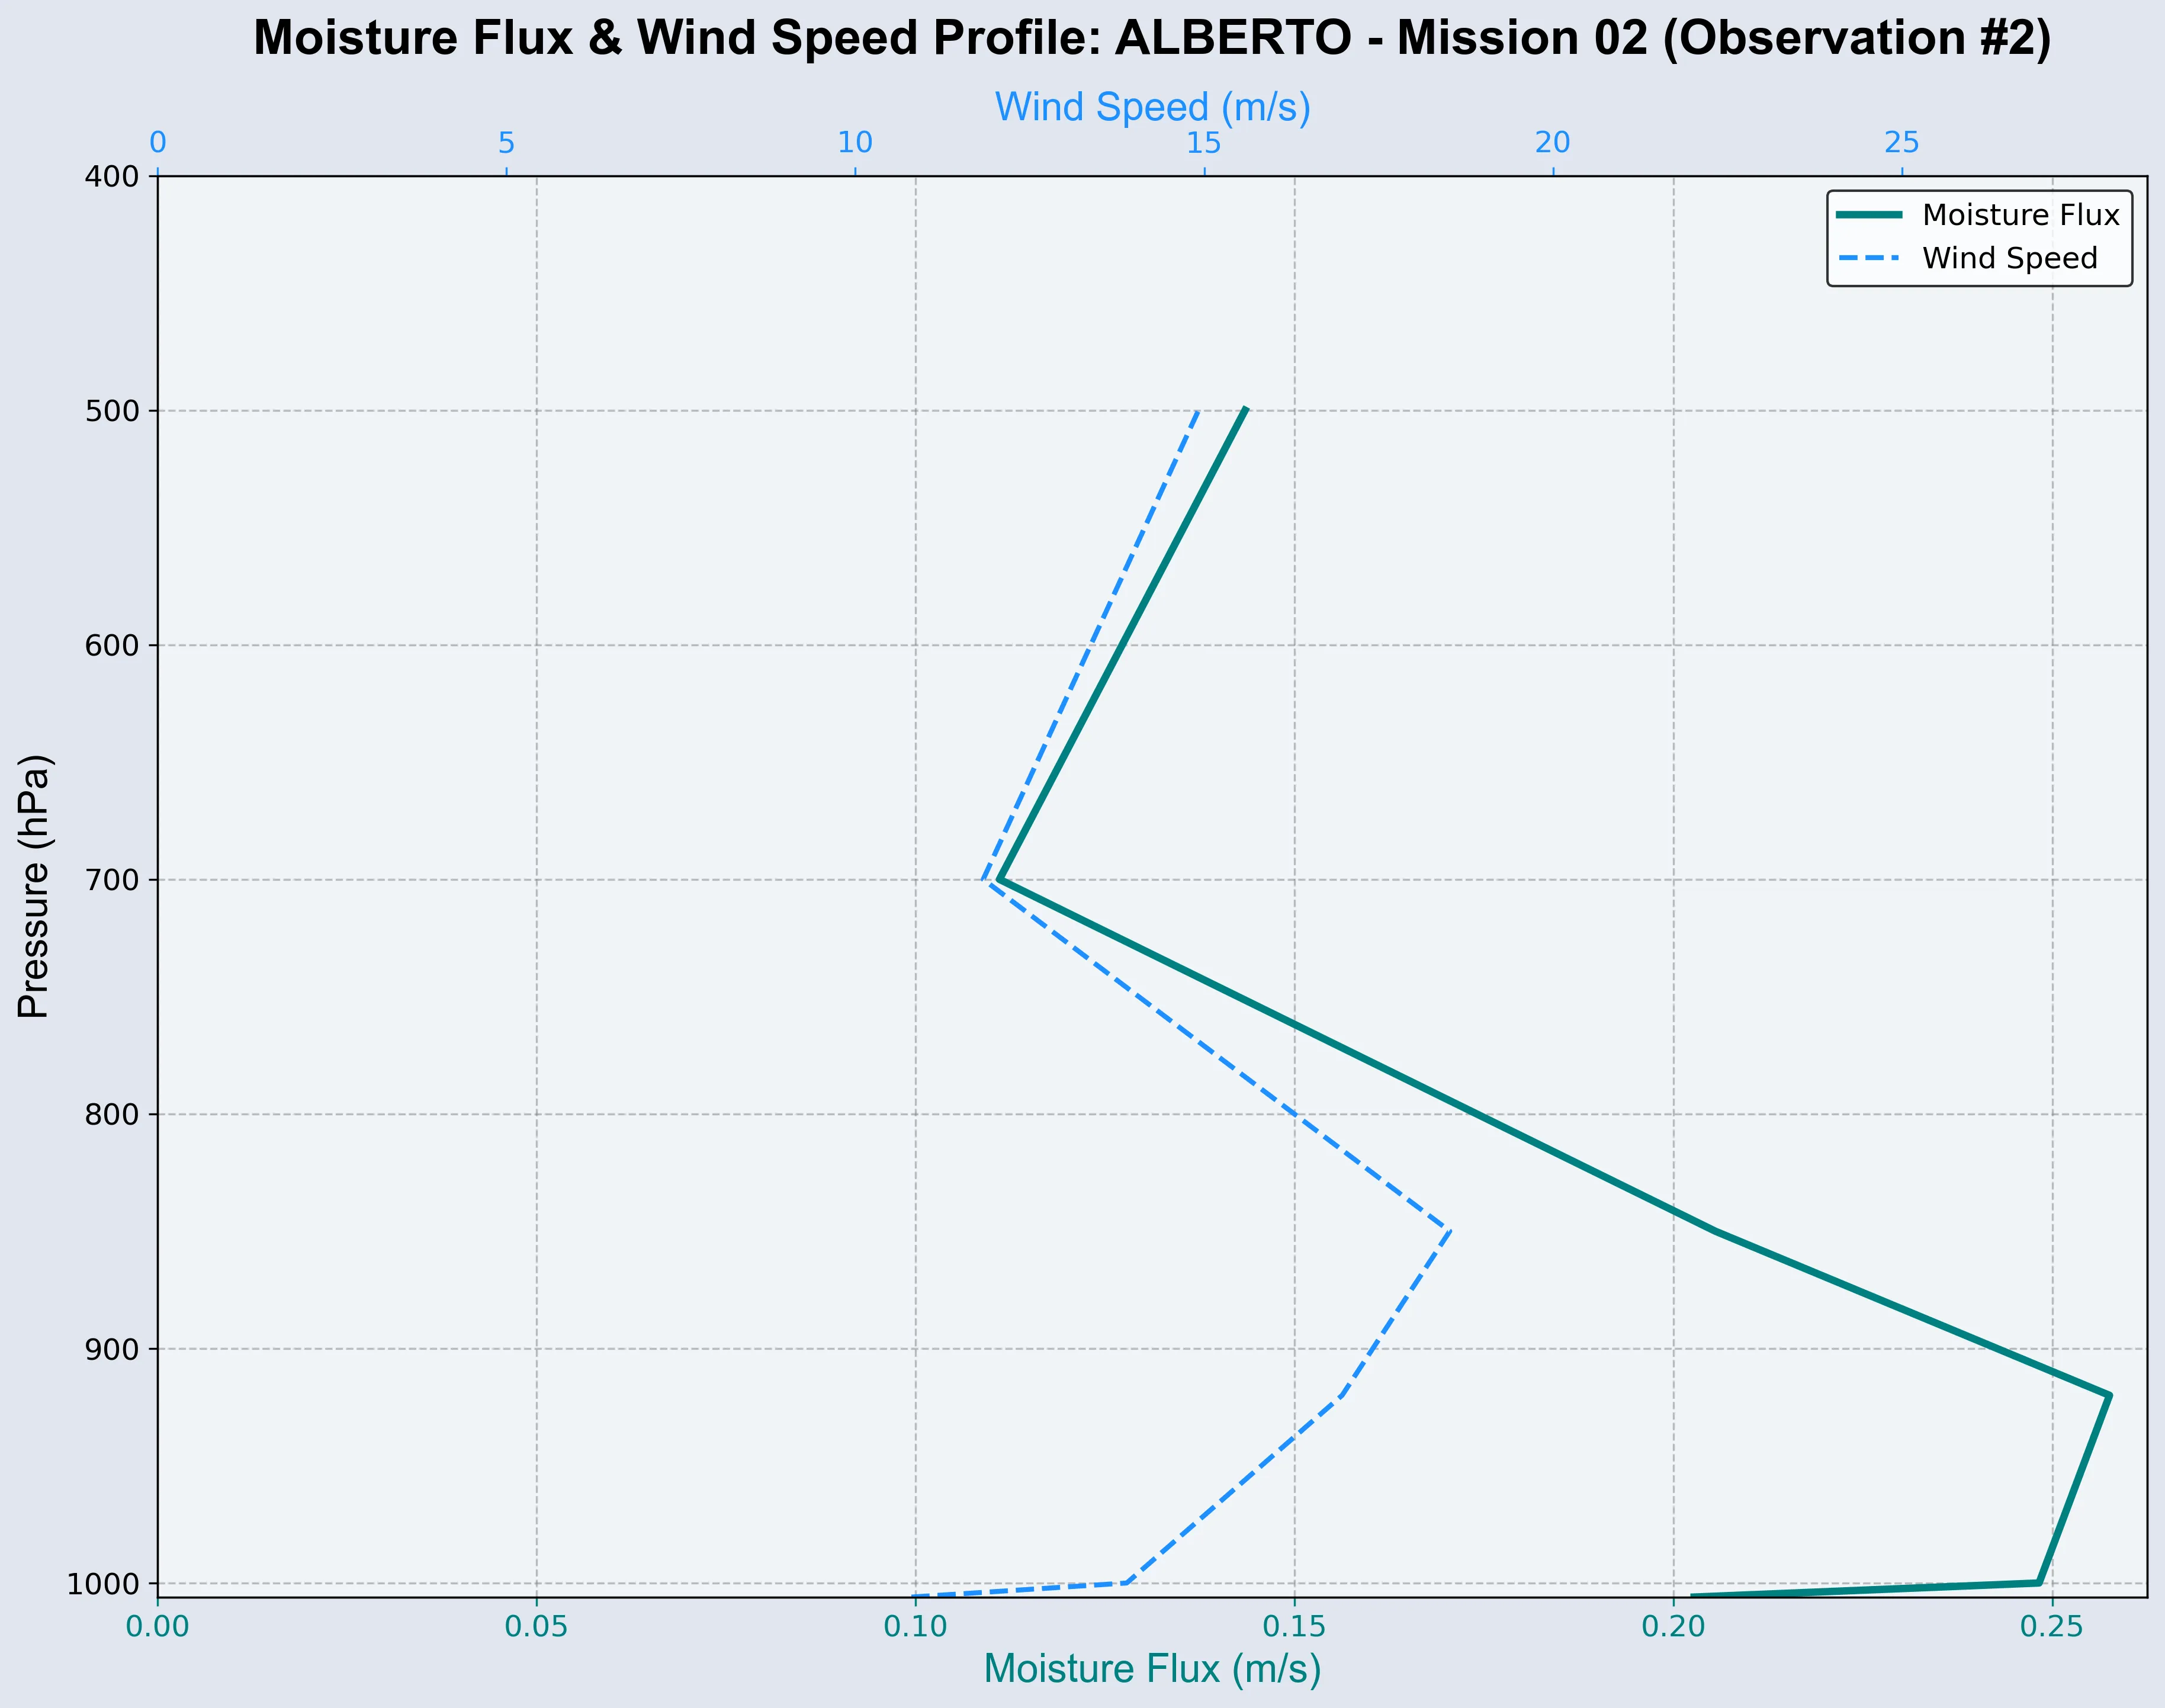 Moisture Flux & Wind Speed Profile: ALBERTO - Mission 02 (Observation #2)
Wind Speed (m/s)
0 5 10 15 20 25
Moisture Flux
Wind Speed
Pressure (hPa)
400
500
600
700
800
900
1000
0.00 0.05 0.10 0.15 0.20 0.25
Moisture Flux (m/s)